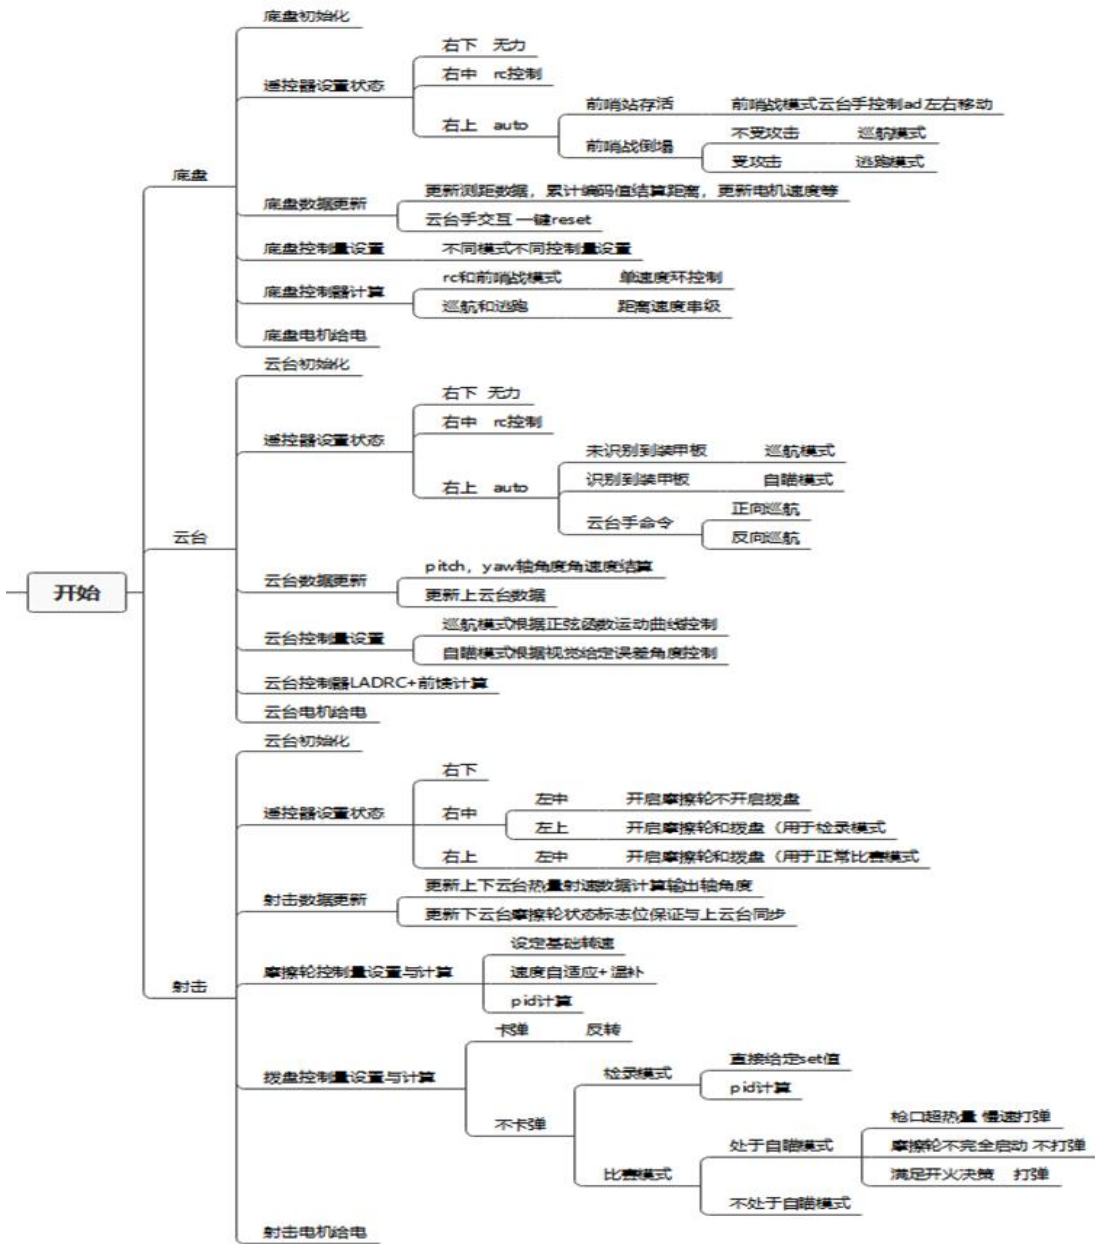 底盘初始化
右下 无力
遥控器设置状态
右中 rc控制
前哨站存活 前哨战模式云台手控制ad左右移动
右上 auto
不受攻击 巡航模式
前哨战倒塌
受攻击 逃跑模式
底盘
更新测距数据，累计编码值结算距离，更新电机速度等
底盘数据更新
云台手交互一键reset
底盘控制量设置 不同模式不同控制量设置
rc和前哨战模式 单速度环控制
底盘控制器计算
巡航和逃跑 距离速度串级
底盘电机给电
云台初始化
右下 无力
右中 rc控制
遥控器设置状态
未识别到装甲板 巡航模式
识别到装甲板 自瞄模式
右上 auto
正向巡航
云台手命令
反向巡航
云台
pitch，yaw轴角度角速度结算
云台数据更新
更新上云台数据
开始
巡航模式根据正弦函数运动曲线控制
云台控制量设置
自瞄模式根据视觉给定误差角度控制
云台控制器LADRC+前馈计算
云台电机给电
云台初始化
右下
左中 开启摩擦轮不开启拨盘
遥控器设置状态
右中
左上 开启摩擦轮和拨盘（用于检录模式
右上 左中 开启摩擦轮和拨盘（用于正常比赛模式
更新上下云台热量射速数据计算输出轴角度
射击数据更新
更新下云台摩擦轮状态标志位保证与上云台同步
设定基础转速
摩擦轮控制量设置与计算 速度自适应+温补
射击
pid计算
卡弹 反转
直接给定set值
检录模式
拨盘控制量设置与计算
pid计算
枪口超热量 慢速打弹
不卡弹
处于自瞄模式 摩擦轮不完全启动 不打弹
比赛模式
满足开火决策 打弹
不处于自瞄模式
射击电机给电